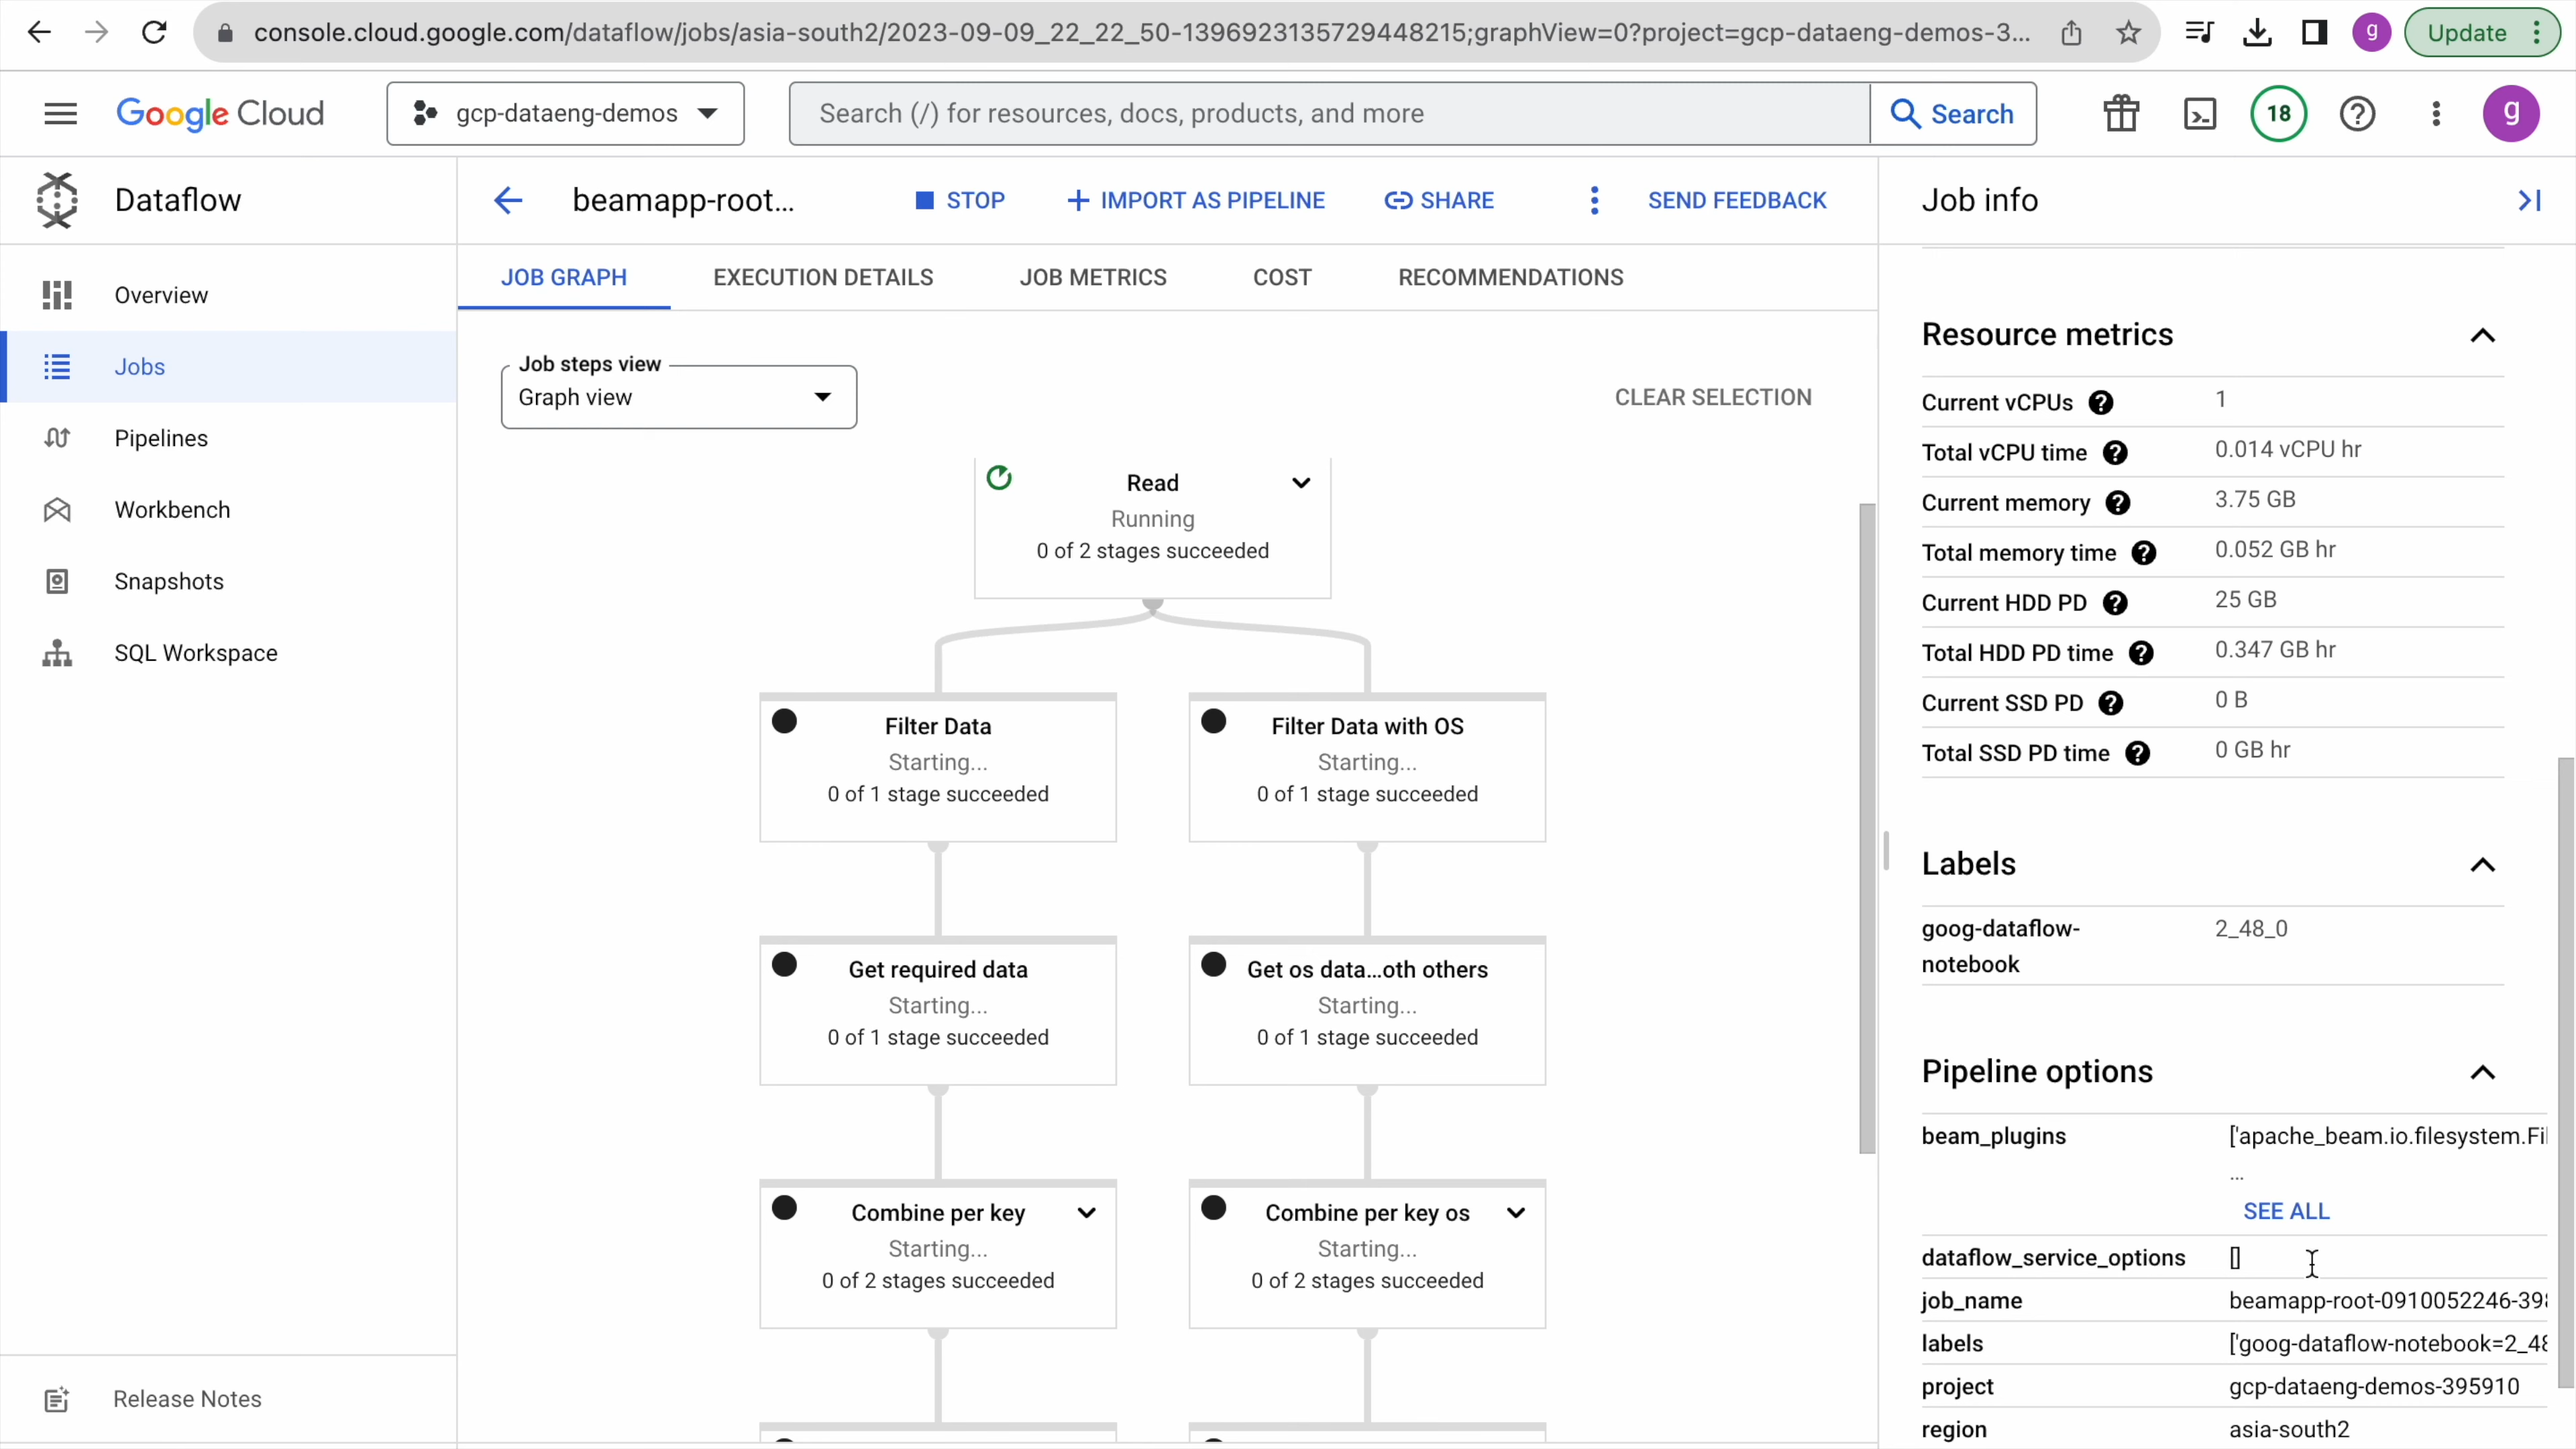 console.cloud.google.com/dataflow/jobs/asia-south2/2023-09-09_22_22_50-1396923135729448215;graphView=0?project=gcp-dataeng-demos-3...
g
Update
Google Cloud
gcp-dataeng-demos
Search (/) for resources, docs, products, and more
Search
18
g
Dataflow
beamapp-root...
STOP
IMPORT AS PIPELINE
SHARE
SEND FEEDBACK
Job info
Overview
Jobs
Pipelines
Workbench
Snapshots
SQL Workspace
Release Notes
JOB GRAPH
EXECUTION DETAILS
JOB METRICS
COST
RECOMMENDATIONS
Job steps view
Graph view
CLEAR SELECTION
Read
Running
0 of 2 stages succeeded
Filter Data
Starting...
0 of 1 stage succeeded
Filter Data with OS
Starting...
0 of 1 stage succeeded
Get required data
Starting...
0 of 1 stage succeeded
Get os data...oth others
Starting...
0 of 1 stage succeeded
Combine per key
Starting...
0 of 2 stages succeeded
Combine per key os
Starting...
0 of 2 stages succeeded
Resource metrics
Current vCPUs 1
Total vCPU time 0.014 vCPU hr
Current memory 3.75 GB
Total memory time 0.052 GB hr
Current HDD PD 25 GB
Total HDD PD time 0.347 GB hr
Current SSD PD 0 B
Total SSD PD time 0 GB hr
Labels
goog-dataflow- 2_48_0
notebook
Pipeline options
beam_plugins ['apache_beam.io.filesystem.Fil
...
SEE ALL
dataflow_service_options []
job_name beamapp-root-0910052246-398
labels ['goog-dataflow-notebook=2_48
project gcp-dataeng-demos-395910
region asia-south2